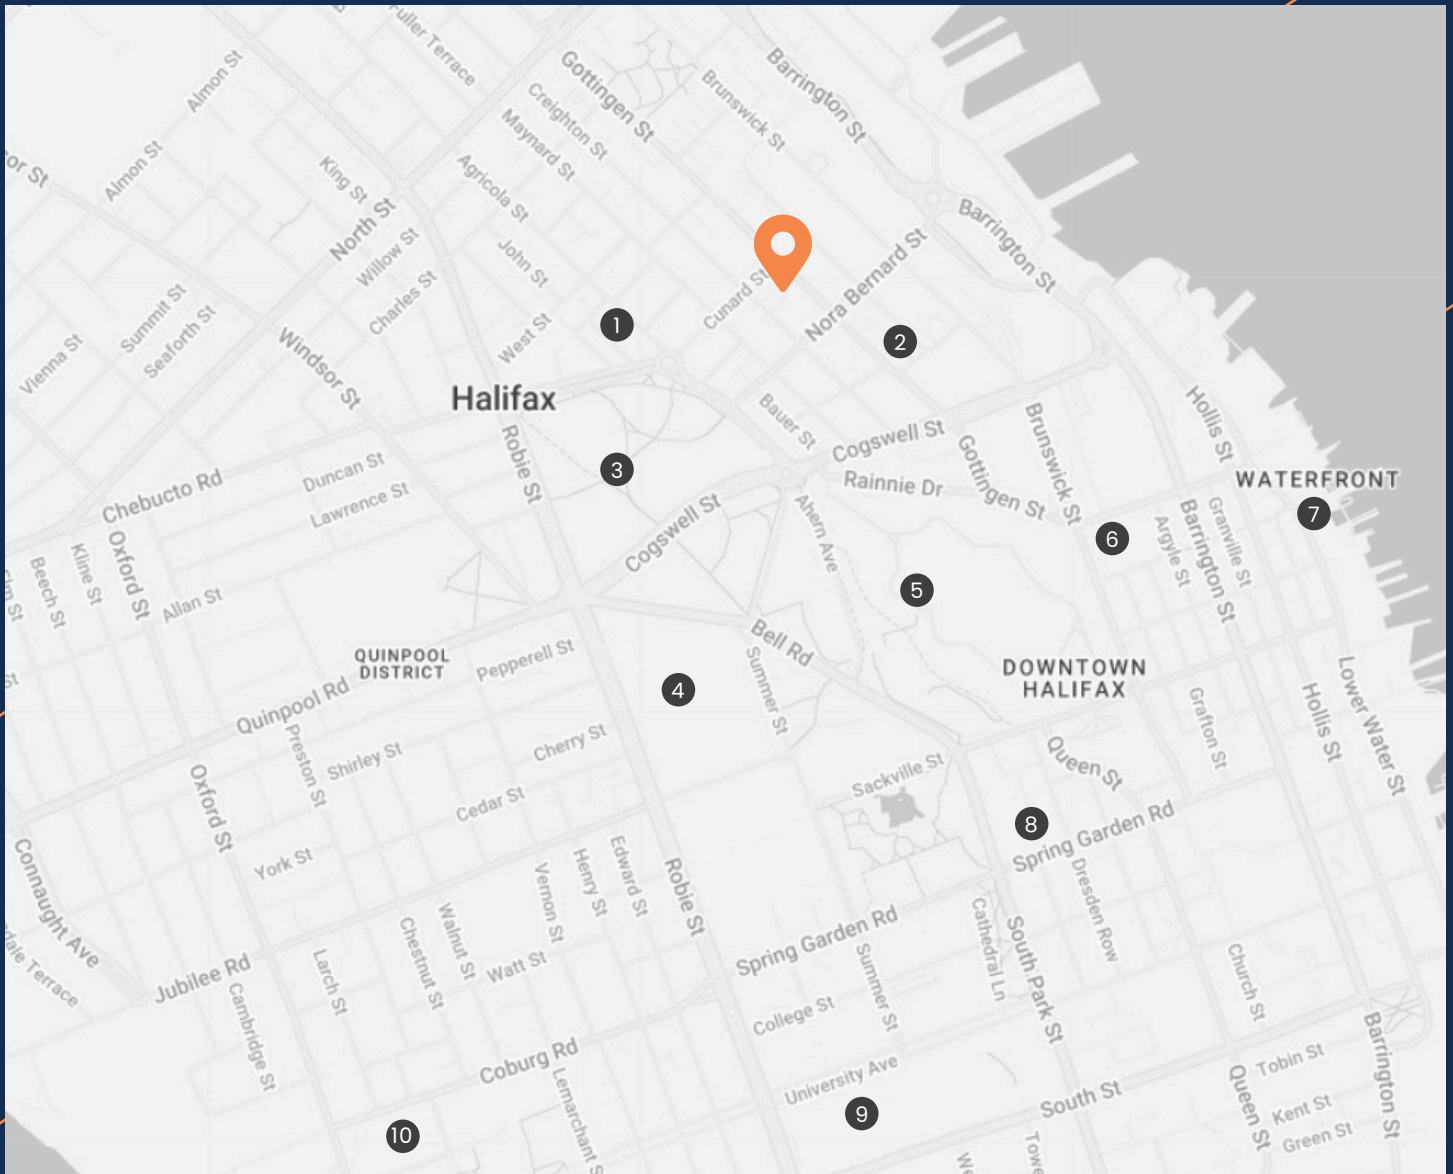 Fuller Terrace
Almon St
Gottingen St
Barrington St
Creighton St
Brunswick St
Maynard St
Almon St
King St
Agricola St
North St
Barrington St
Willow St
John St
Nora Bernard St
Charles St
Cunard St
Summit St
Seaforth St
Vienna St
West St
1
2
Windsor St
Halifax
Bauer St
Hollis St
Cogswell St
Brunswick St
Robie St
3
Gottingen St
Rainnie Dr
WATERFRONT
7
Chebucto Rd
Duncan St
Lawrence St
Cogswell St
Ahern Ave
6
Argyle St
Barrington St
Granville St
Oxford St
Kline St
Beech St
Allan St
5
Bell Rd
QUINPOOL
DISTRICT
Pepperell St
Summer St
DOWNTOWN
HALIFAX
Lower Water St
Hollis St
4
Quinpool Rd
Preston St
Shirley St
Cherry St
Grafton St
Queen St
Sackville St
Oxford St
Cedar St
8
Spring Garden Rd
York St
Connaught Ave
Vernon St
Henry St
Edward St
Robie St
Dresden Row
Spring Garden Rd
Cathedral Ln
South Park St
Chestnut St
Walnut St
Watt St
Jubilee Rd
Larch St
Cambridge St
Summer St
College St
Church St
Coburg Rd
University Ave
Barrington St
Tobin St
South St
Queen St
Kent St
Green St
Lemarchant S
9
10